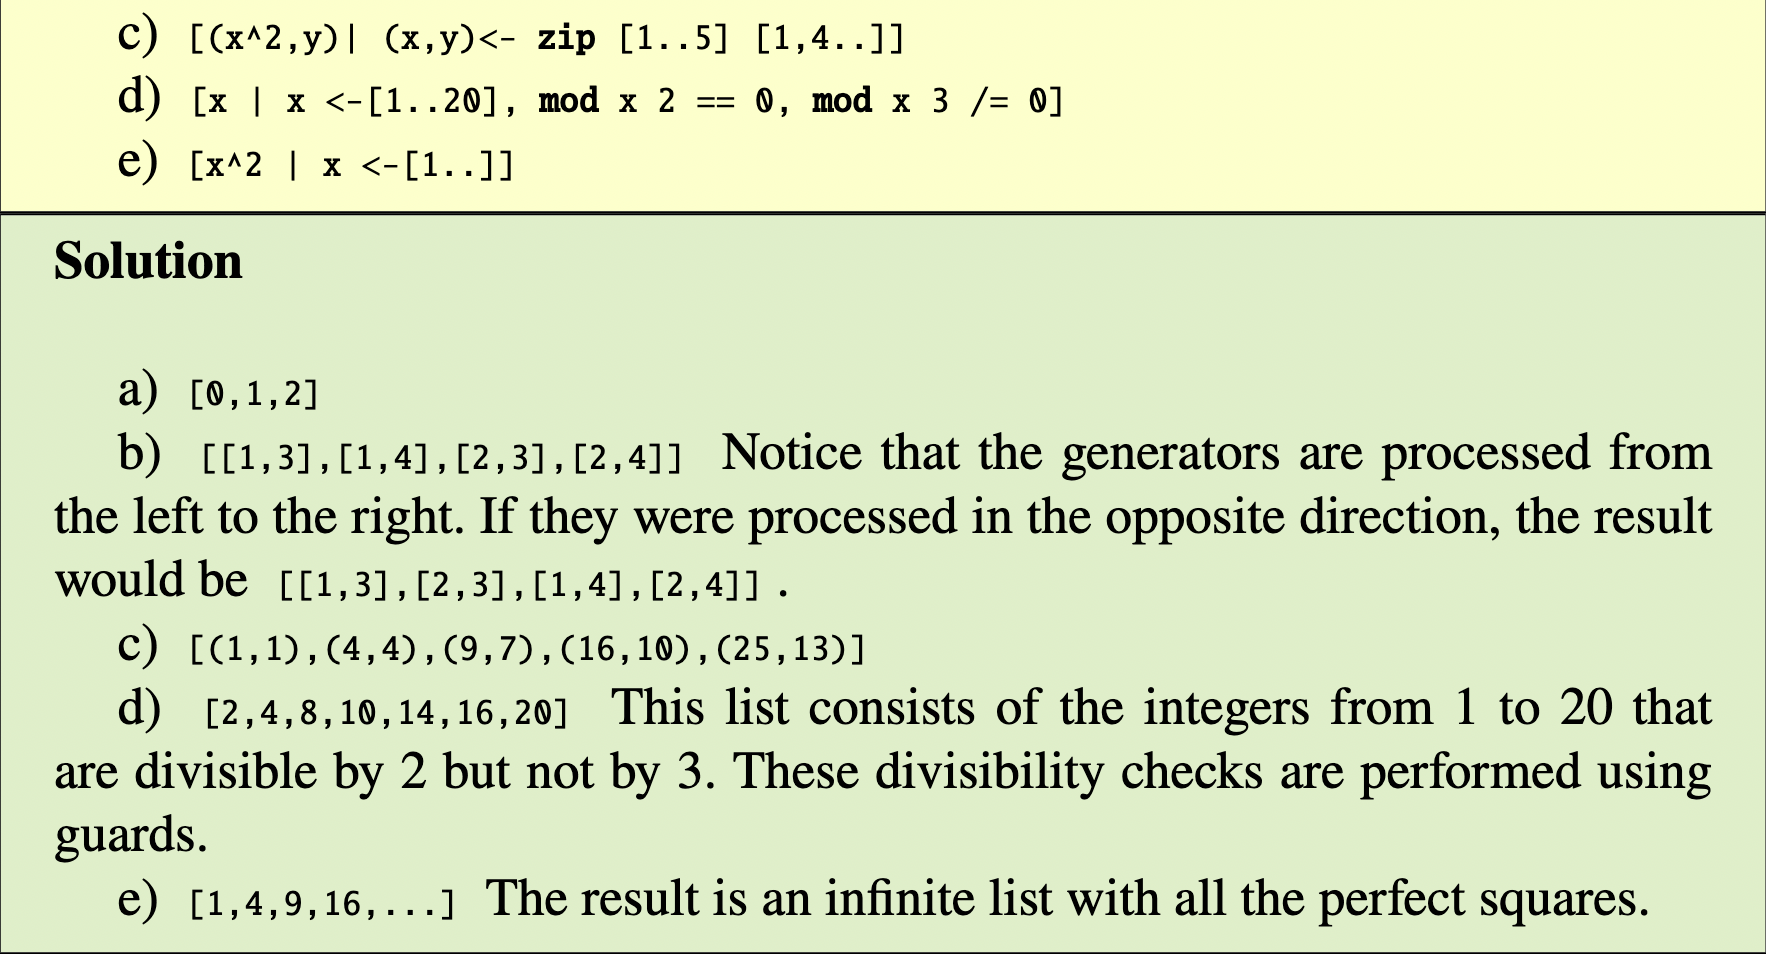 c) [(x^2,y)| (x,y)<- zip [1..5] [1,4..]]
d) [x | x <-[1..20], mod x 2 == 0, mod x 3 /= 0]
e) [x^2 | x <-[1..]]
Solution
a) [0,1,2]
b) [[1,3],[1,4],[2,3],[2,4]] Notice that the generators are processed from
the left to the right. If they were processed in the opposite direction, the result
would be [[1,3],[2,3],[1,4],[2,4]] .
c) [(1,1),(4,4),(9,7),(16,10),(25,13)]
d) [2,4,8,10,14,16,20] This list consists of the integers from 1 to 20 that
are divisible by 2 but not by 3. These divisibility checks are performed using
guards.
e) [1,4,9,16,...] The result is an infinite list with all the perfect squares.